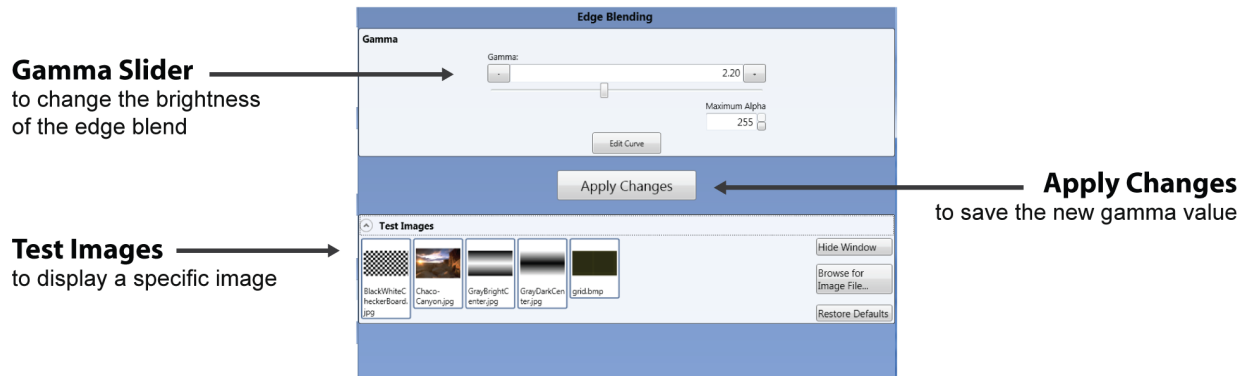 Edge Blending
Gamma
Gamma:
-
2.20
-
Maximum Alpha
255
Edit Curve
Apply Changes
Test Images
BlackWhiteC
heckerBoard.
jpg
Chaco-
Canyon.jpg
GrayBrightC
enter.jpg
GrayDarkCen
ter.jpg
grid.bmp
Hide Window
Browse for
Image File...
Restore Defaults
Gamma Slider
to change the brightness
of the edge blend
Test Images
to display a specific image
Apply Changes
to save the new gamma value